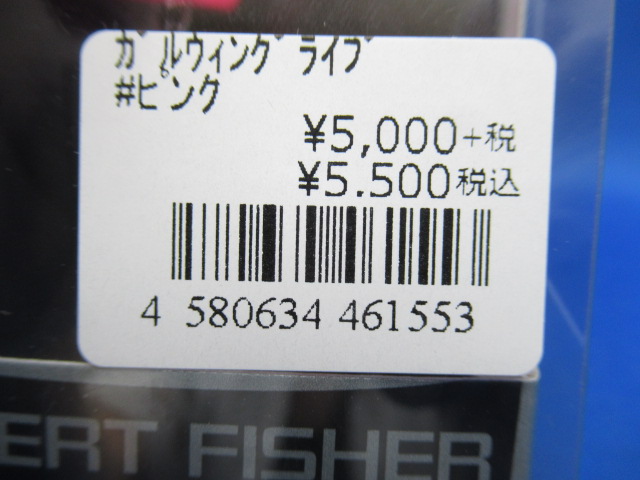 ガルウィングライブ
#ピンク
¥5,000+税
¥5.500税込
4 580634 461553
ERT FISHER